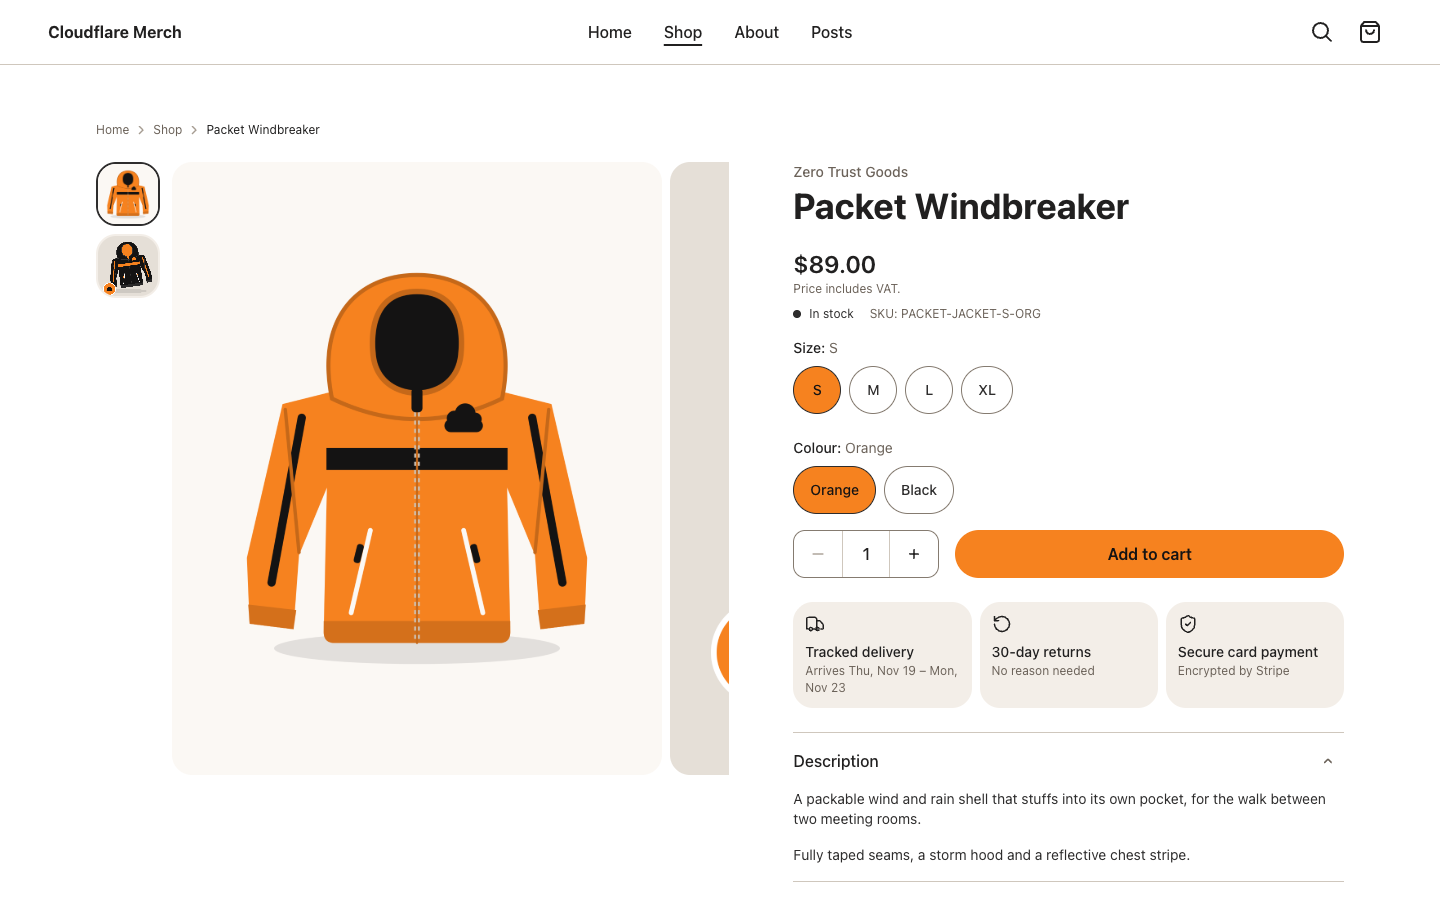 Cloudflare Merch
Home
Shop
About
Posts
Home
Shop
Packet Windbreaker
Zero Trust Goods
Packet Windbreaker
$89.00
Price includes VAT.
In stock
SKU: PACKET-JACKET-S-ORG
Size: S
S
M
L
XL
Colour: Orange
Orange
Black
1
Add to cart
Tracked delivery
Arrives Thu, Nov 19 – Mon,
Nov 23
30-day returns
No reason needed
Secure card payment
Encrypted by Stripe
Description
A packable wind and rain shell that stuffs into its own pocket, for the walk between
two meeting rooms.
Fully taped seams, a storm hood and a reflective chest stripe.